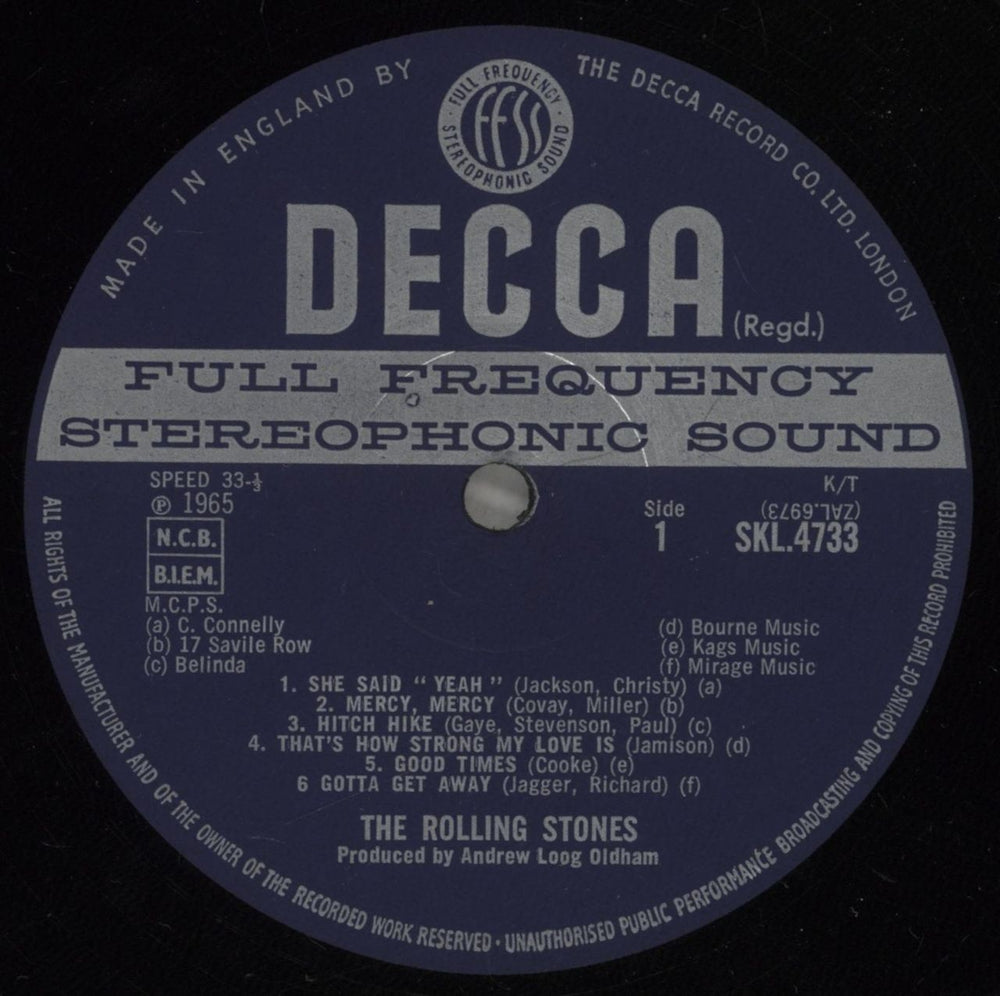 MADE IN ENGLAND BY
THE DECCA RECORD CO. LTD. LONDON
FULL FREQUENCY
ffss
STEREOPHONIC SOUND
DECCA (Regd.)
FULL FREQUENCY
STEREOPHONIC SOUND
SPEED 33-⅓
℗ 1965
N.C.B.
B.I.E.M.
M.C.P.S.
(a) C. Connelly
(b) 17 Savile Row
(c) Belinda
K/T
(ZAL.6973)
Side
1
SKL.4733
(d) Bourne Music
(e) Kags Music
(f) Mirage Music
1. SHE SAID “ YEAH ” (Jackson, Christy) (a)
2. MERCY, MERCY (Covay, Miller) (b)
3. HITCH HIKE (Gaye, Stevenson, Paul) (c)
4. THAT'S HOW STRONG MY LOVE IS (Jamison) (d)
5. GOOD TIMES (Cooke) (e)
6 GOTTA GET AWAY (Jagger, Richard) (f)
THE ROLLING STONES
Produced by Andrew Loog Oldham
ALL RIGHTS OF THE MANUFACTURER AND OF THE OWNER OF THE RECORDED WORK RESERVED · UNAUTHORISED PUBLIC PERFORMANCE BROADCASTING AND COPYING OF THIS RECORD PROHIBITED